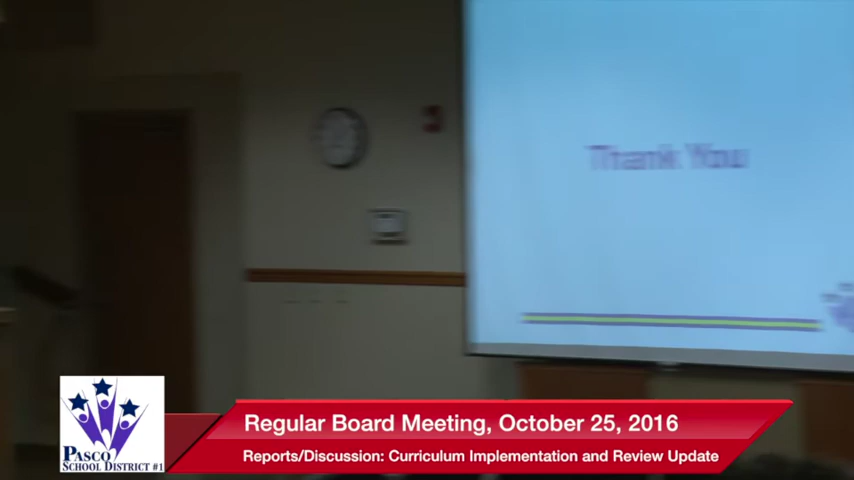 Thank You
Regular Board Meeting, October 25, 2016
Reports/Discussion: Curriculum Implementation and Review Update
PASCO
SCHOOL DISTRICT #1